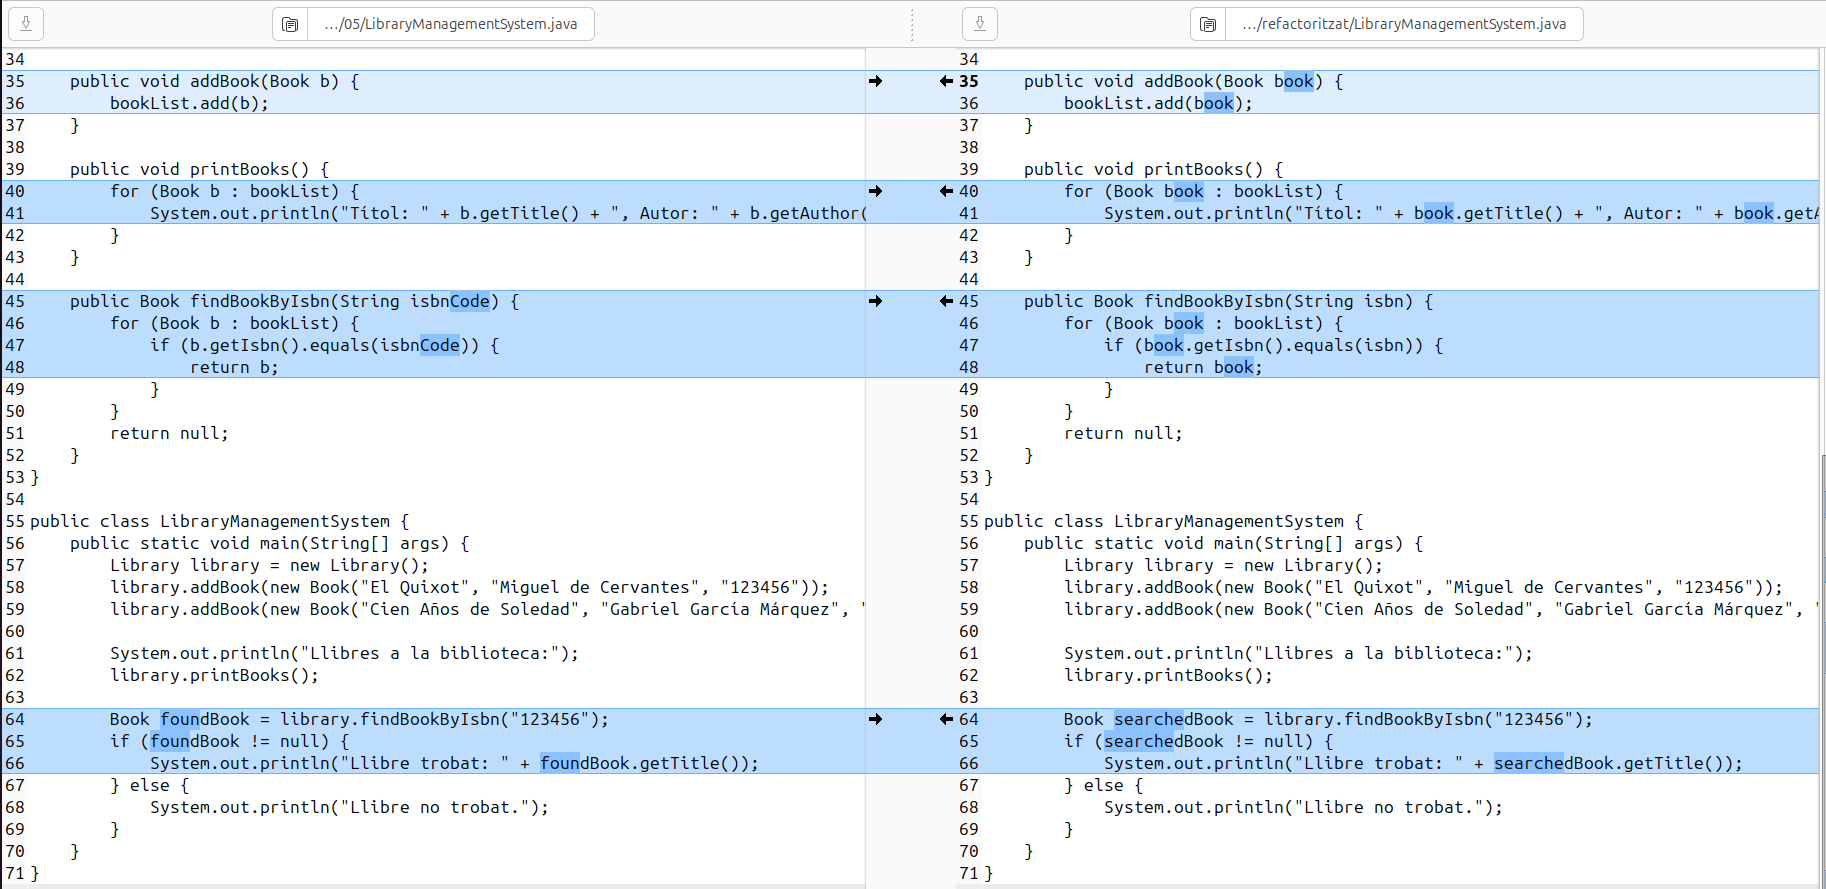 .../05/LibraryManagementSystem.java
34
35 public void addBook(Book b) {
36 bookList.add(b);
37 }
38
39 public void printBooks() {
40 for (Book b : bookList) {
41 System.out.println("Títol: " + b.getTitle() + ", Autor: " + b.getAuthor(
42 }
43 }
44
45 public Book findBookByIsbn(String isbnCode) {
46 for (Book b : bookList) {
47 if (b.getIsbn().equals(isbnCode)) {
48 return b;
49 }
50 }
51 return null;
52 }
53 }
54
55 public class LibraryManagementSystem {
56 public static void main(String[] args) {
57 Library library = new Library();
58 library.addBook(new Book("El Quixot", "Miguel de Cervantes", "123456"));
59 library.addBook(new Book("Cien Años de Soledad", "Gabriel García Márquez", "
60
61 System.out.println("Llibres a la biblioteca:");
62 library.printBooks();
63
64 Book foundBook = library.findBookByIsbn("123456");
65 if (foundBook != null) {
66 System.out.println("Llibre trobat: " + foundBook.getTitle());
67 } else {
68 System.out.println("Llibre no trobat.");
69 }
70 }
71 }
.../refactoritzat/LibraryManagementSystem.java
34
35 public void addBook(Book book) {
36 bookList.add(book);
37 }
38
39 public void printBooks() {
40 for (Book book : bookList) {
41 System.out.println("Títol: " + book.getTitle() + ", Autor: " + book.getA
42 }
43 }
44
45 public Book findBookByIsbn(String isbn) {
46 for (Book book : bookList) {
47 if (book.getIsbn().equals(isbn)) {
48 return book;
49 }
50 }
51 return null;
52 }
53 }
54
55 public class LibraryManagementSystem {
56 public static void main(String[] args) {
57 Library library = new Library();
58 library.addBook(new Book("El Quixot", "Miguel de Cervantes", "123456"));
59 library.addBook(new Book("Cien Años de Soledad", "Gabriel García Márquez", "
60
61 System.out.println("Llibres a la biblioteca:");
62 library.printBooks();
63
64 Book searchedBook = library.findBookByIsbn("123456");
65 if (searchedBook != null) {
66 System.out.println("Llibre trobat: " + searchedBook.getTitle());
67 } else {
68 System.out.println("Llibre no trobat.");
69 }
70 }
71 }